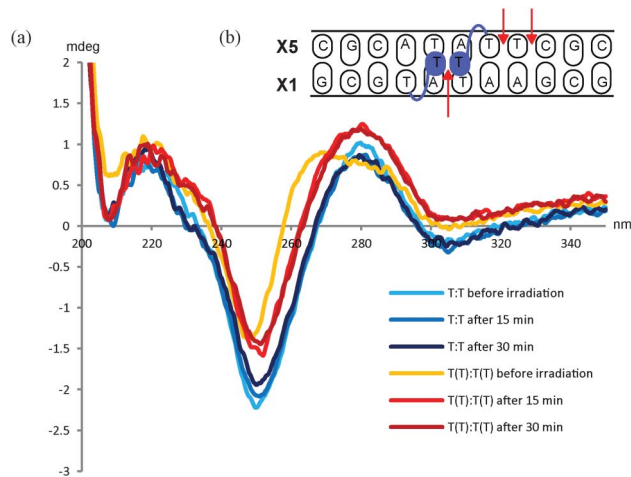 (a)
mdeg
(b)
X5 C G C A T A T T C G C
T T
X1 G C G T A T A A G C G
2
1.5
1
0.5
0
-0.5
-1
-1.5
-2
-2.5
-3
200 220 240 260 280 300 320 340 nm
T:T before irradiation
T:T after 15 min
T:T after 30 min
T(T):T(T) before irradiation
T(T):T(T) after 15 min
T(T):T(T) after 30 min